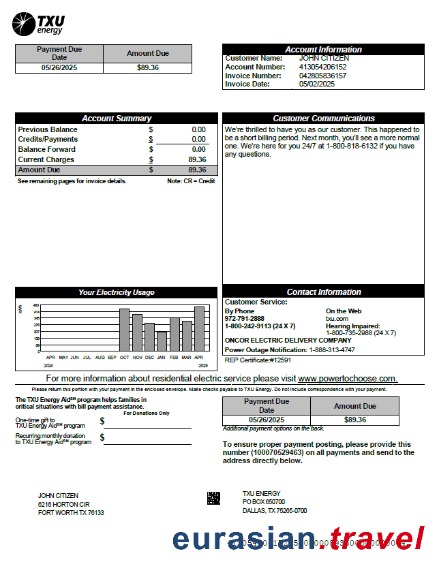 TXU
energy
Payment Due Date
Amount Due
05/26/2025
$89.36
Account Information
Customer Name: JOHN CITIZEN
Account Number: 413054206152
Invoice Number: 042805836157
Invoice Date: 05/02/2025
Account Summary
Previous Balance $ 0.00
Credits/Payments $ 0.00
Balance Forward $ 0.00
Current Charges $ 89.36
Amount Due $ 89.36
See remaining pages for invoice details. Note: CR = Credit
Customer Communications
We're thrilled to have you as our customer. This happened to
be a short billing period. Next month, you'll see a more normal
one. We're here for you 24/7 at 1-800-818-6132 if you have
any questions.
Your Electricity Usage
APR MAY JUN JUL AUG SEP OCT NOV DEC JAN FEB MAR APR
2024 2025
Contact Information
Customer Service:
By Phone
972-791-2888
1-800-242-9113 (24 X 7)
On the Web
txu.com
Hearing Impaired:
1-800-735-2988 (24 X 7)
ONCOR ELECTRIC DELIVERY COMPANY
Power Outage Notification: 1-888-313-4747
REP Certificate:#12591
For more information about residential electric service please visit www.powertochoose.com.
Please return this portion with your payment in the enclosed envelope. Make checks payable to TXU Energy. Do not include correspondence with your payment.
The TXU Energy Aid℠ program helps families in
critical situations with bill payment assistance.
For Donations Only
One-time gift to
TXU Energy Aid℠ program $
Recurring monthly donation
to TXU Energy Aid℠ program $
Payment Due Date
Amount Due
05/26/2025
$89.36
Additional payment options on the back.
To ensure proper payment posting, please provide this
number (100070529463) on all payments and send to the
address directly below.
JOHN CITIZEN
6216 HORTON CIR
FORT WORTH TX 76133
TXU ENERGY
PO BOX 650700
DALLAS, TX 75265-0700
eurasian.travel